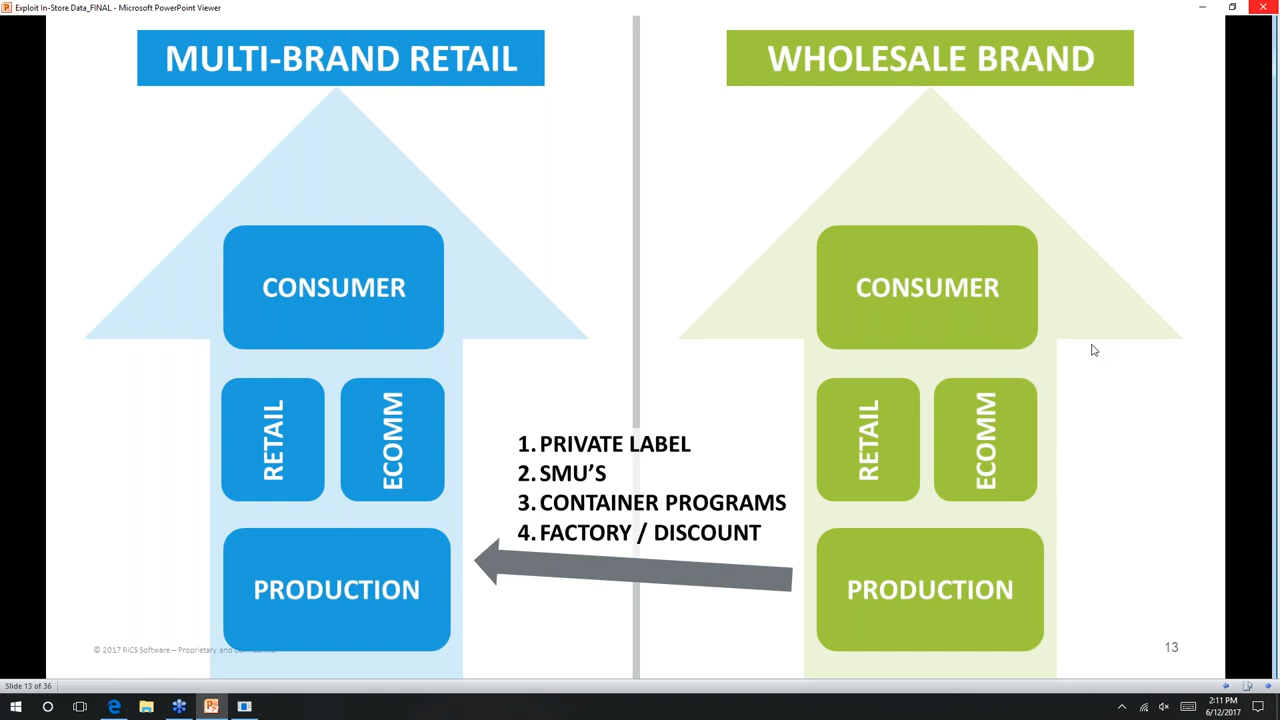 Exploit In-Store Data_FINAL - Microsoft PowerPoint Viewer
MULTI-BRAND RETAIL
WHOLESALE BRAND
CONSUMER
CONSUMER
RETAIL
ECOMM
RETAIL
ECOMM
1. PRIVATE LABEL
2. SMU'S
3. CONTAINER PROGRAMS
4. FACTORY / DISCOUNT
PRODUCTION
PRODUCTION
© 2017 RICS Software – Proprietary and
13
Slide 13 of 36
2:11 PM
6/12/2017